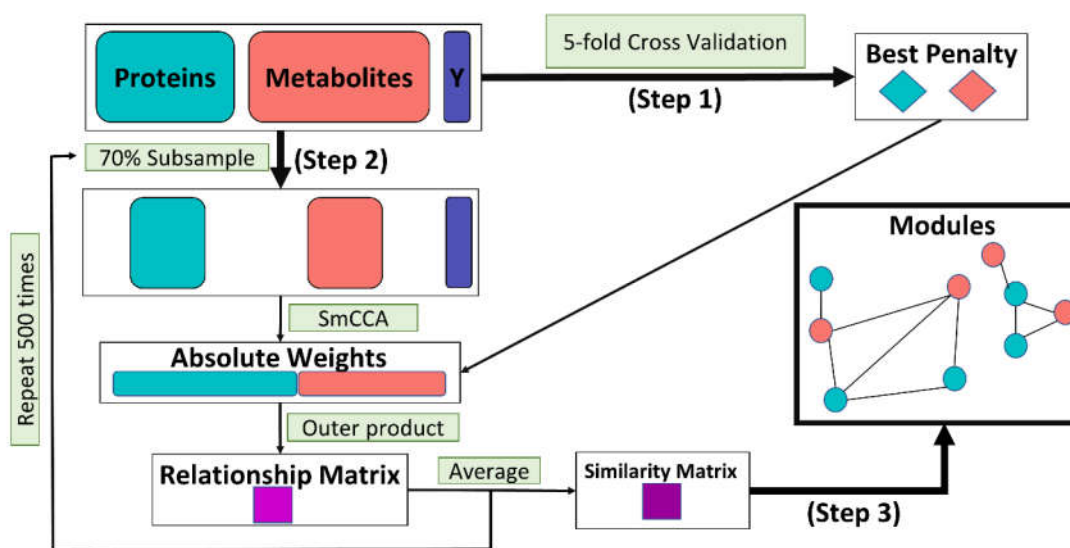 5-fold Cross Validation
Proteins
Metabolites
Y
Best Penalty
(Step 1)
70% Subsample
(Step 2)
Modules
Repeat 500 times
SmCCA
Absolute Weights
Outer product
Relationship Matrix
Average
Similarity Matrix
(Step 3)